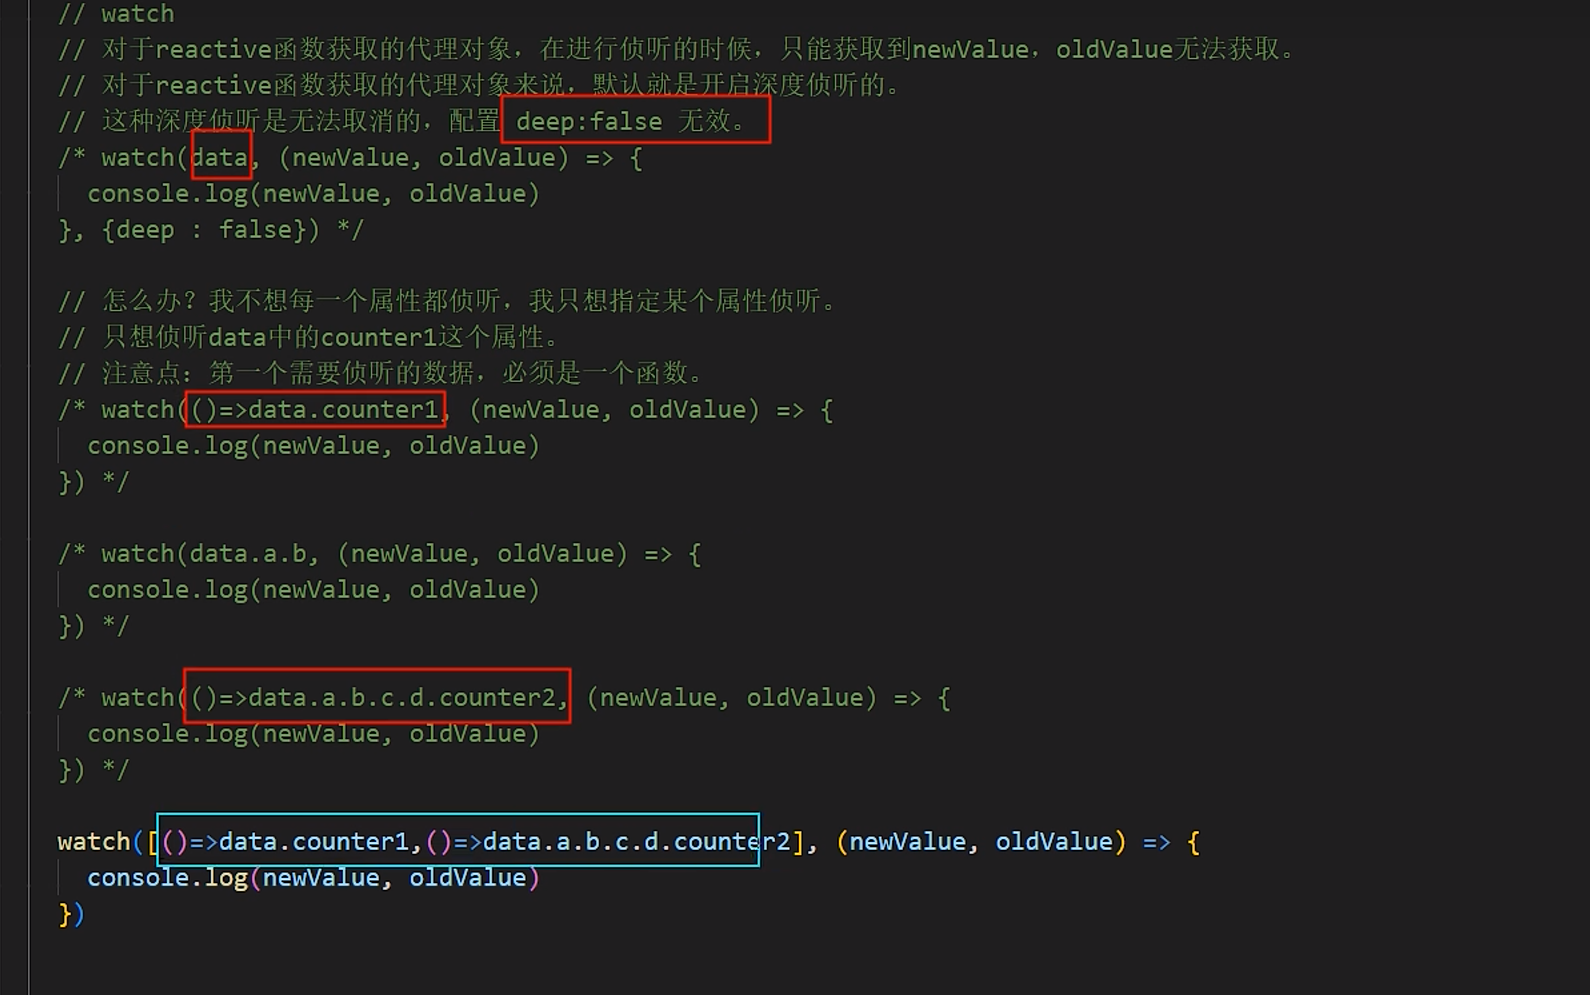 // watch
// 对于reactive函数获取的代理对象，在进行侦听的时候，只能获取到newValue，oldValue无法获取。
// 对于reactive函数获取的代理对象来说，默认就是开启深度侦听的。
// 这种深度侦听是无法取消的，配置 deep:false 无效。
/* watch(data, (newValue, oldValue) => {
console.log(newValue, oldValue)
}, {deep : false}) */
// 怎么办？我不想每一个属性都侦听，我只想指定某个属性侦听。
// 只想侦听data中的counter1这个属性。
// 注意点：第一个需要侦听的数据，必须是一个函数。
/* watch(()=>data.counter1, (newValue, oldValue) => {
console.log(newValue, oldValue)
}) */
/* watch(data.a.b, (newValue, oldValue) => {
console.log(newValue, oldValue)
}) */
/* watch(()=>data.a.b.c.d.counter2, (newValue, oldValue) => {
console.log(newValue, oldValue)
}) */
watch([()=>data.counter1,()=>data.a.b.c.d.counter2], (newValue, oldValue) => {
console.log(newValue, oldValue)
})